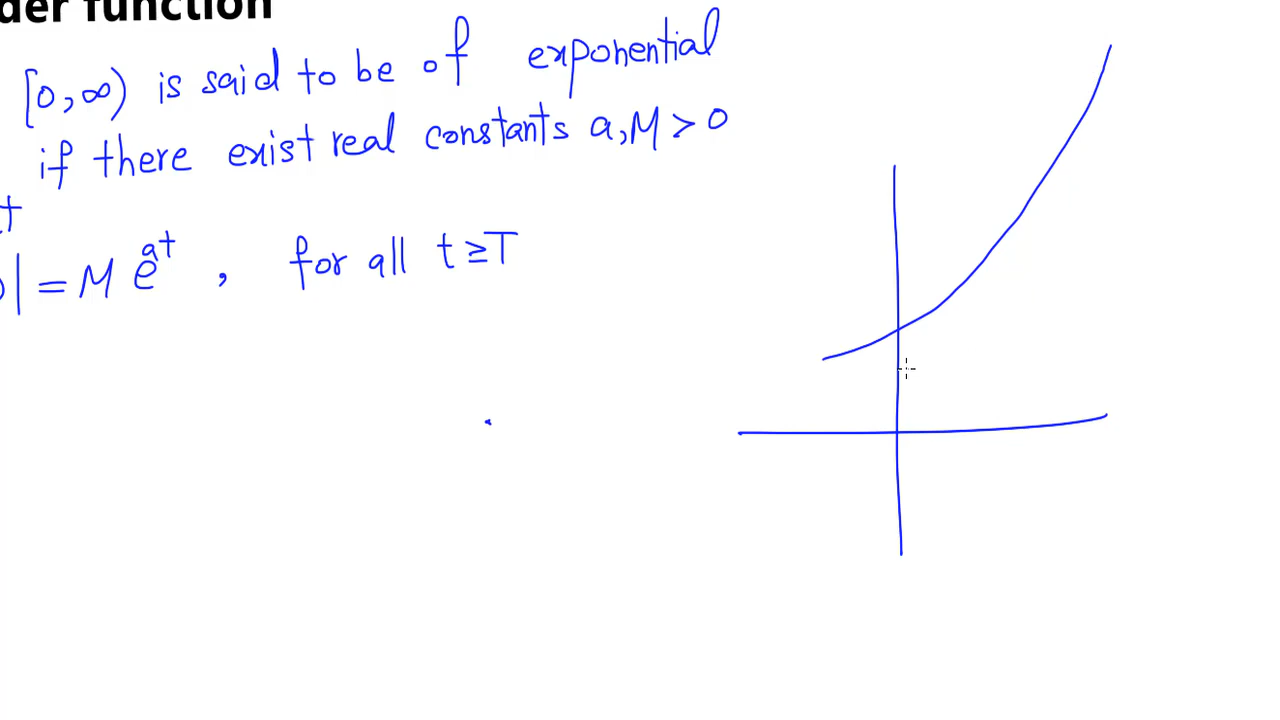 der function
[0,∞) is said to be of exponential
if there exist real constants a,M > 0
t
)| = M e^{at} , for all t ≥ T